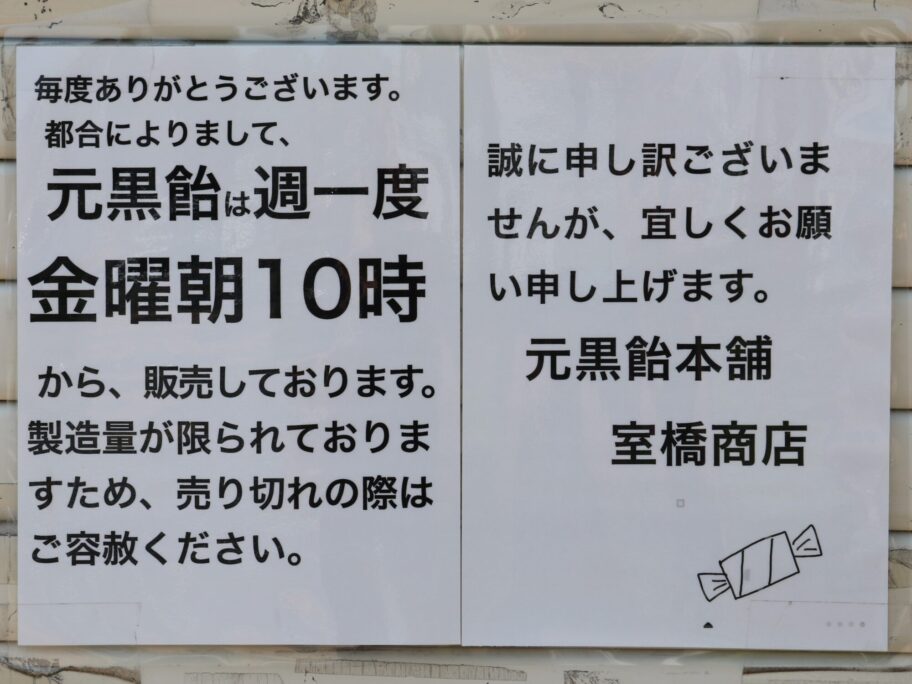 毎度ありがとうございます。
都合によりまして、
元黒飴は週一度
金曜朝10時
から、販売しております。
製造量が限られておりま
すため、売り切れの際は
ご容赦ください。
誠に申し訳ございま
せんが、宜しくお願
い申し上げます。
元黒飴本舗
室橋商店